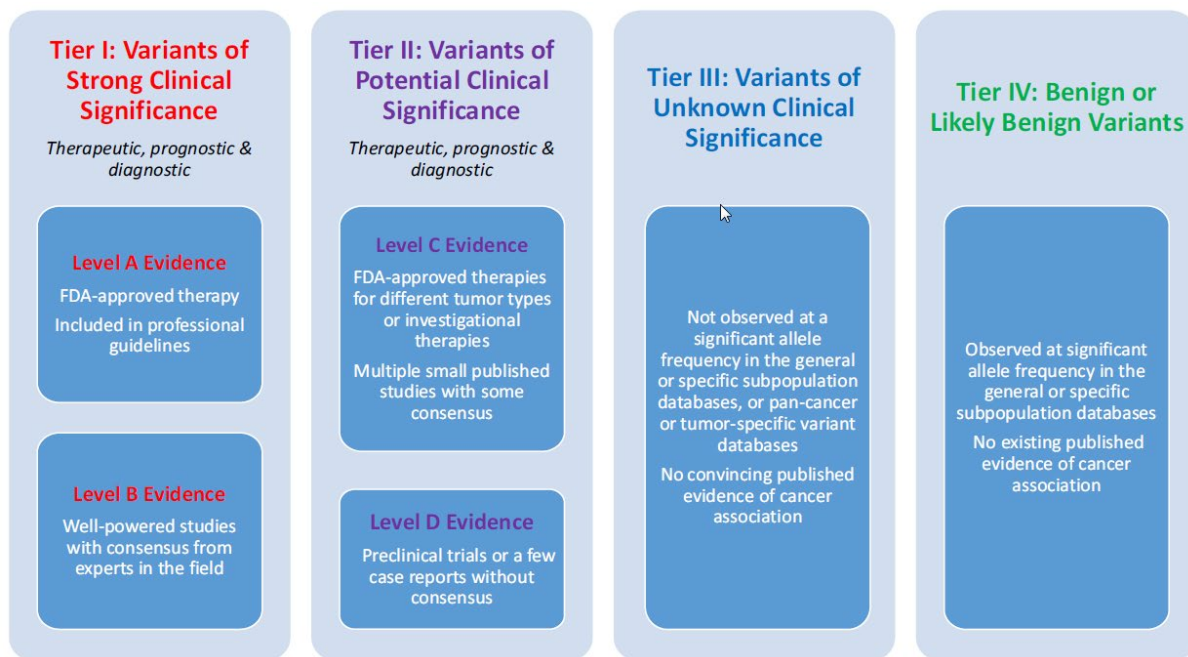 Tier I: Variants of
Strong Clinical
Significance
Therapeutic, prognostic &
diagnostic
Level A Evidence
FDA-approved therapy
Included in professional
guidelines
Level B Evidence
Well-powered studies
with consensus from
experts in the field
Tier II: Variants of
Potential Clinical
Significance
Therapeutic, prognostic &
diagnostic
Level C Evidence
FDA-approved therapies
for different tumor types
or investigational
therapies
Multiple small published
studies with some
consensus
Level D Evidence
Preclinical trials or a few
case reports without
consensus
Tier III: Variants of
Unknown Clinical
Significance
Not observed at a
significant allele
frequency in the general
or specific subpopulation
databases, or pan-cancer
or tumor-specific variant
databases
No convincing published
evidence of cancer
association
Tier IV: Benign or
Likely Benign Variants
Observed at significant
allele frequency in the
general or specific
subpopulation databases
No existing published
evidence of cancer
association